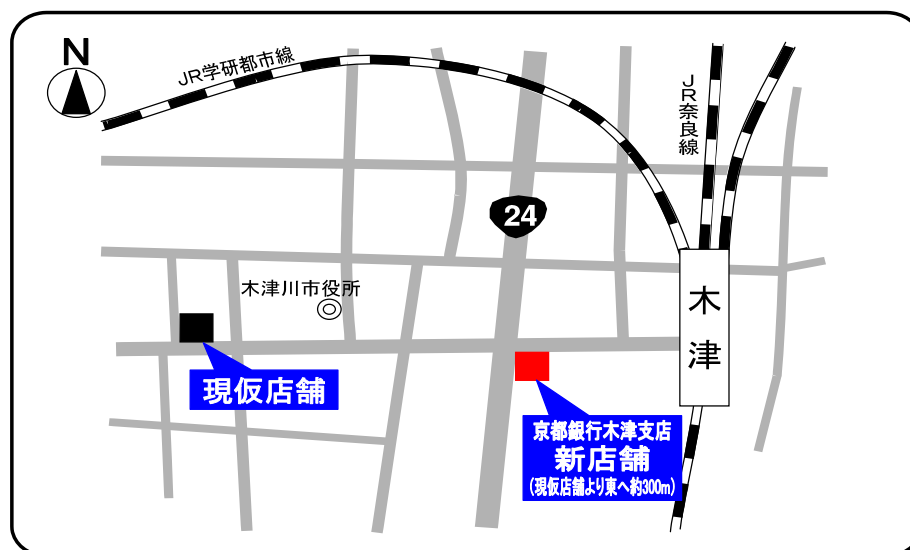 N
JR学研都市線
JR奈良線
24
木津川市役所
木津
現仮店舗
京都銀行木津支店
新店舗
(現仮店舗より東へ約300m)